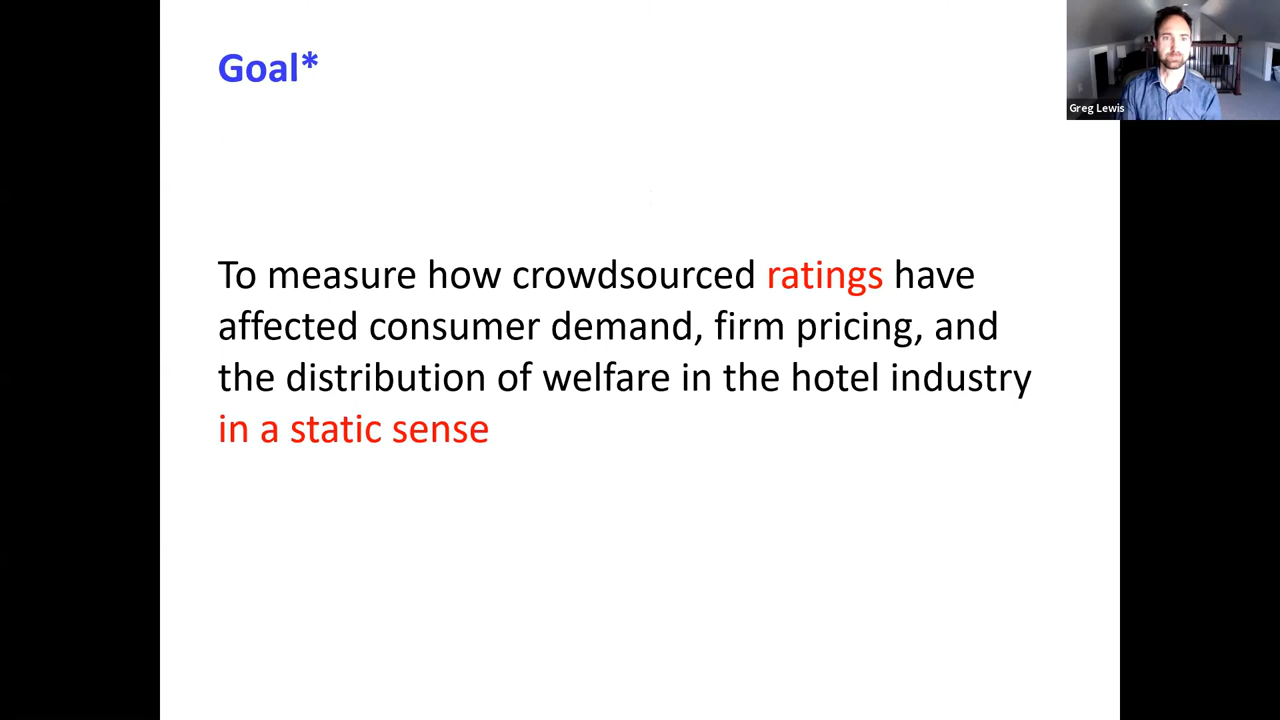 Goal*
To measure how crowdsourced ratings have
affected consumer demand, firm pricing, and
the distribution of welfare in the hotel industry
in a static sense
Greg Lewis